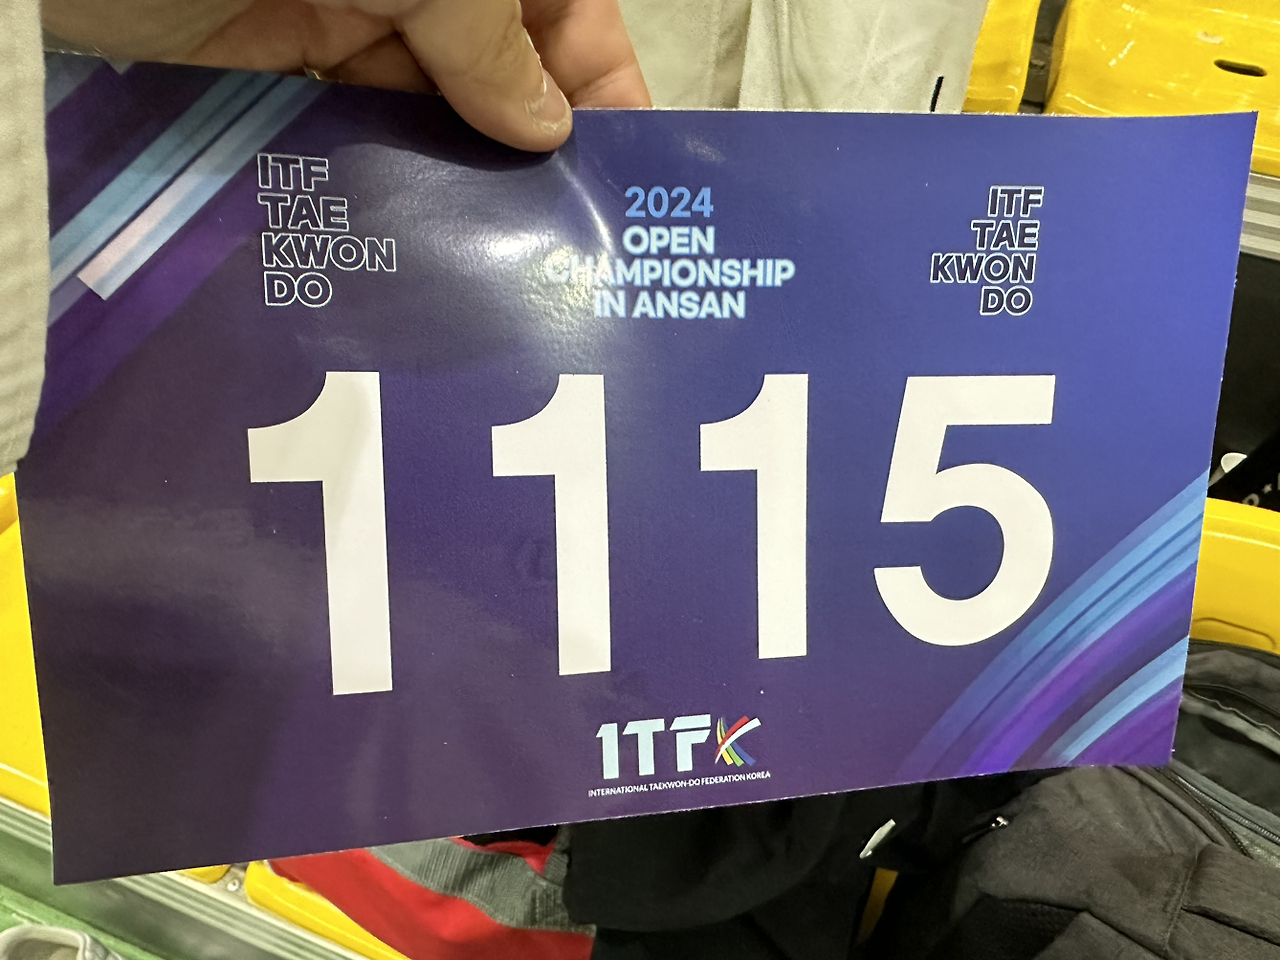 ITF
TAE
KWON
DO
2024
OPEN
CHAMPIONSHIP
IN ANSAN
ITF
TAE
KWON
DO
1115
ITFK
INTERNATIONAL TAEKWON-DO FEDERATION KOREA